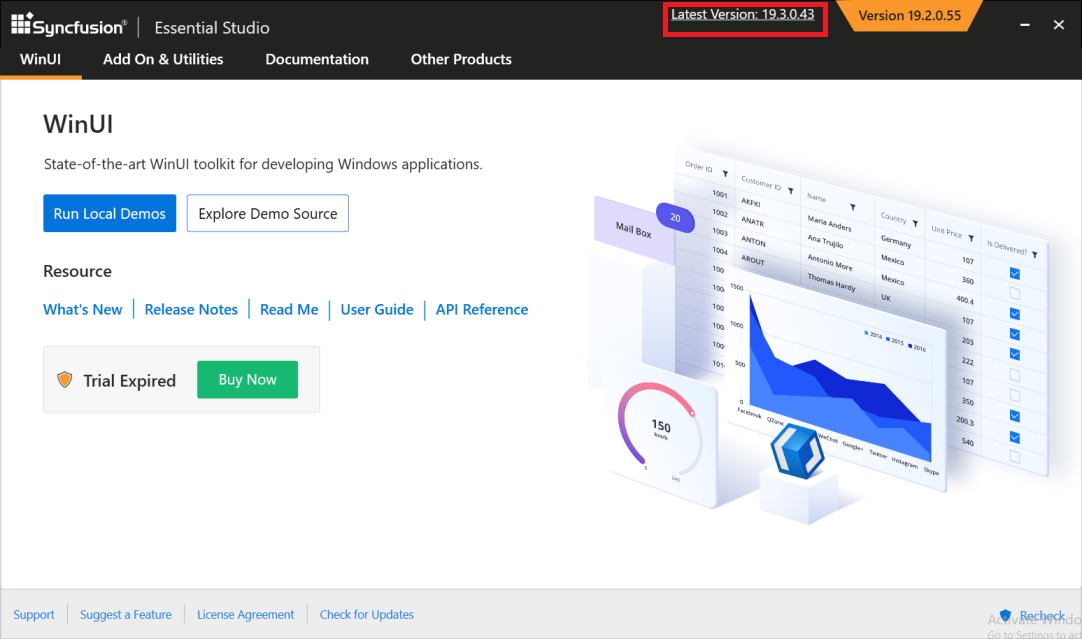 Syncfusion® | Essential Studio
Latest Version: 19.3.0.43
Version 19.2.0.55
WinUI
Add On & Utilities
Documentation
Other Products
WinUI
State-of-the-art WinUI toolkit for developing Windows applications.
Run Local Demos
Explore Demo Source
Resource
What's New
Release Notes
Read Me
User Guide
API Reference
Trial Expired
Buy Now
Mail Box
20
Order ID
Customer ID
Name
Country
Unit Price
Is Delivered?
1001 AKFKI Maria Anders Germany 107
1002 ANATR Ana Trujilo Mexico 360
1003 ANTON Antonio More Mexico 400.4
1004 AROUT Thomas Hardy UK 107
203
222
107
350
200.3
540
1500
1000
500
0
2014 2015 2016
Facebook QZone WeChat Google+ Twitter Instagram Skype
150
km/h
0
240
Support
Suggest a Feature
License Agreement
Check for Updates
Recheck
Activate Windo
Go to Settings to ac